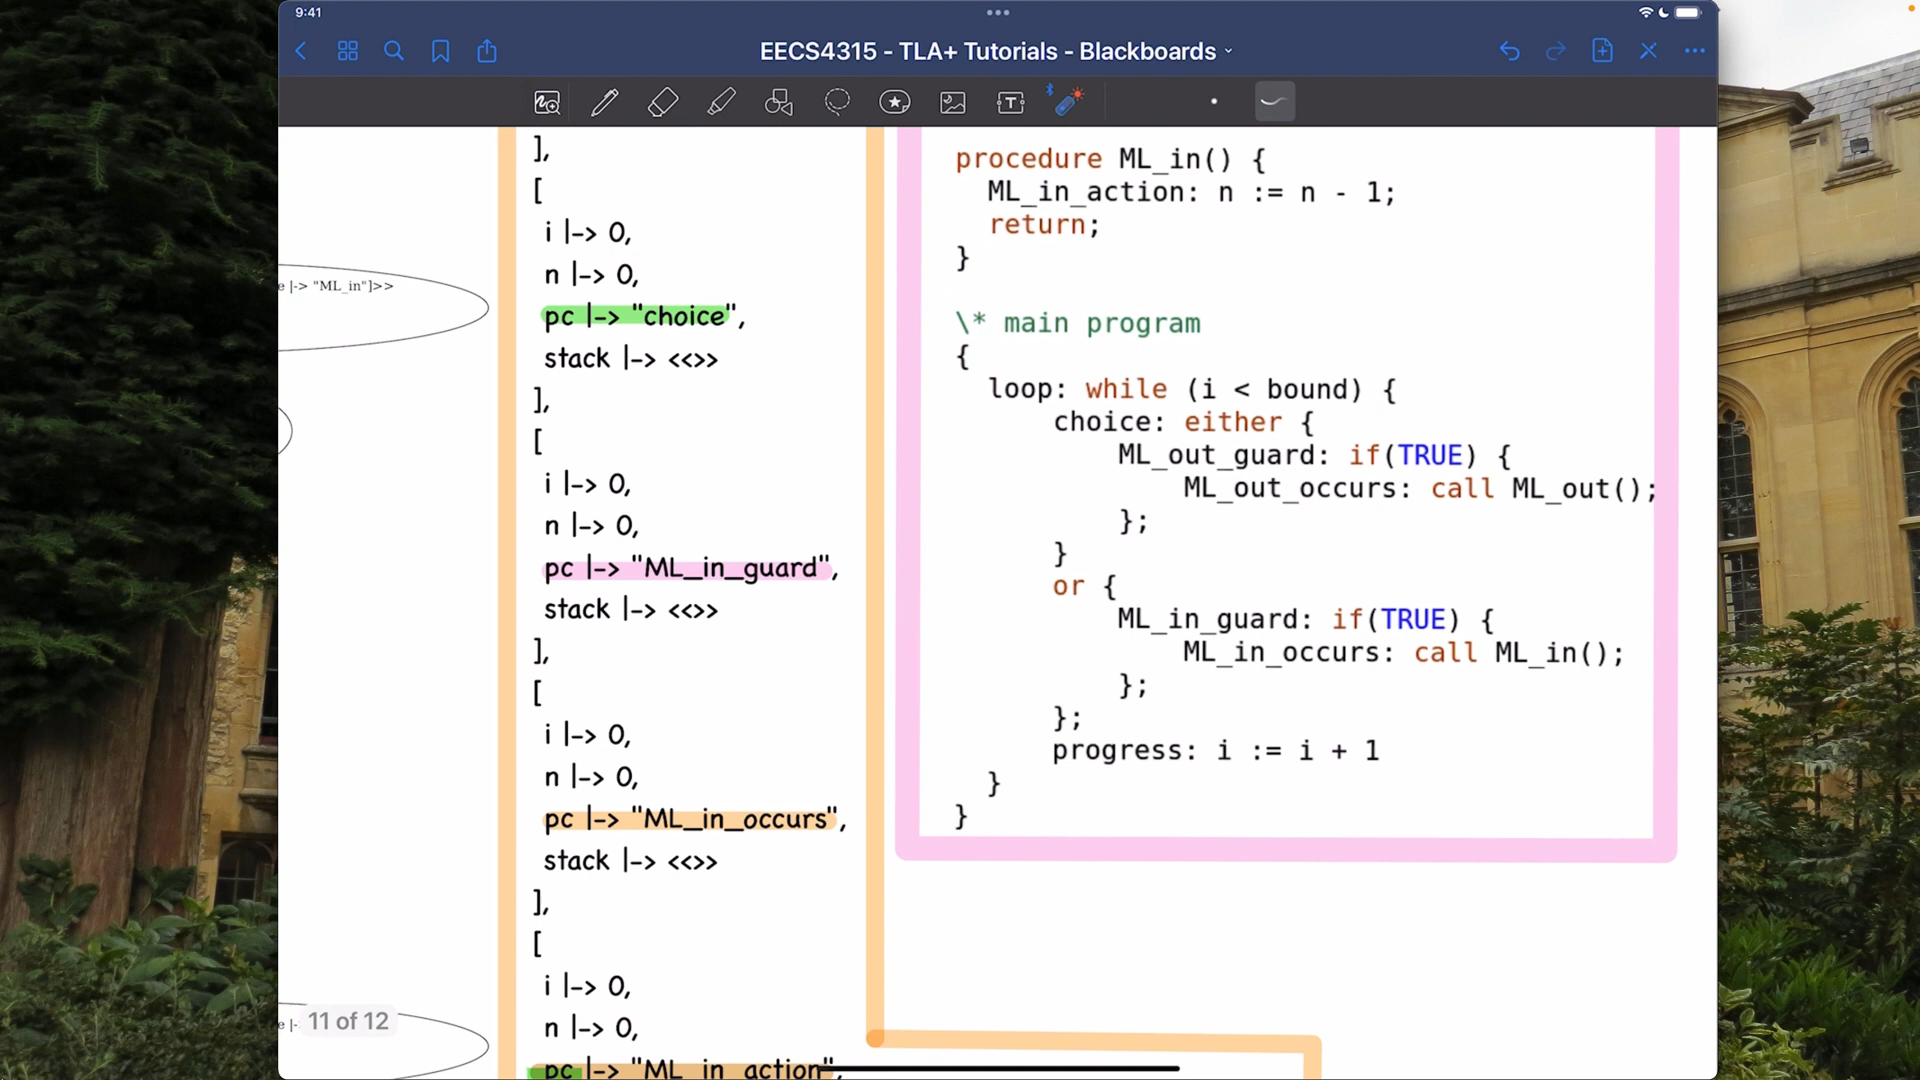 9:41
EECS4315 - TLA+ Tutorials - Blackboards
e |-> "ML_in"]>>
],
[
i |-> 0,
n |-> 0,
pc |-> "choice",
stack |-> <<>>
],
[
i |-> 0,
n |-> 0,
pc |-> "ML_in_guard",
stack |-> <<>>
],
[
i |-> 0,
n |-> 0,
pc |-> "ML_in_occurs",
stack |-> <<>>
],
[
i |-> 0,
n |-> 0,
pc |-> "ML_in_action",
procedure ML_in() {
ML_in_action: n := n - 1;
return;
}
\* main program
{
loop: while (i < bound) {
choice: either {
ML_out_guard: if(TRUE) {
ML_out_occurs: call ML_out();
};
}
or {
ML_in_guard: if(TRUE) {
ML_in_occurs: call ML_in();
};
};
progress: i := i + 1
}
}
e |-
11 of 12